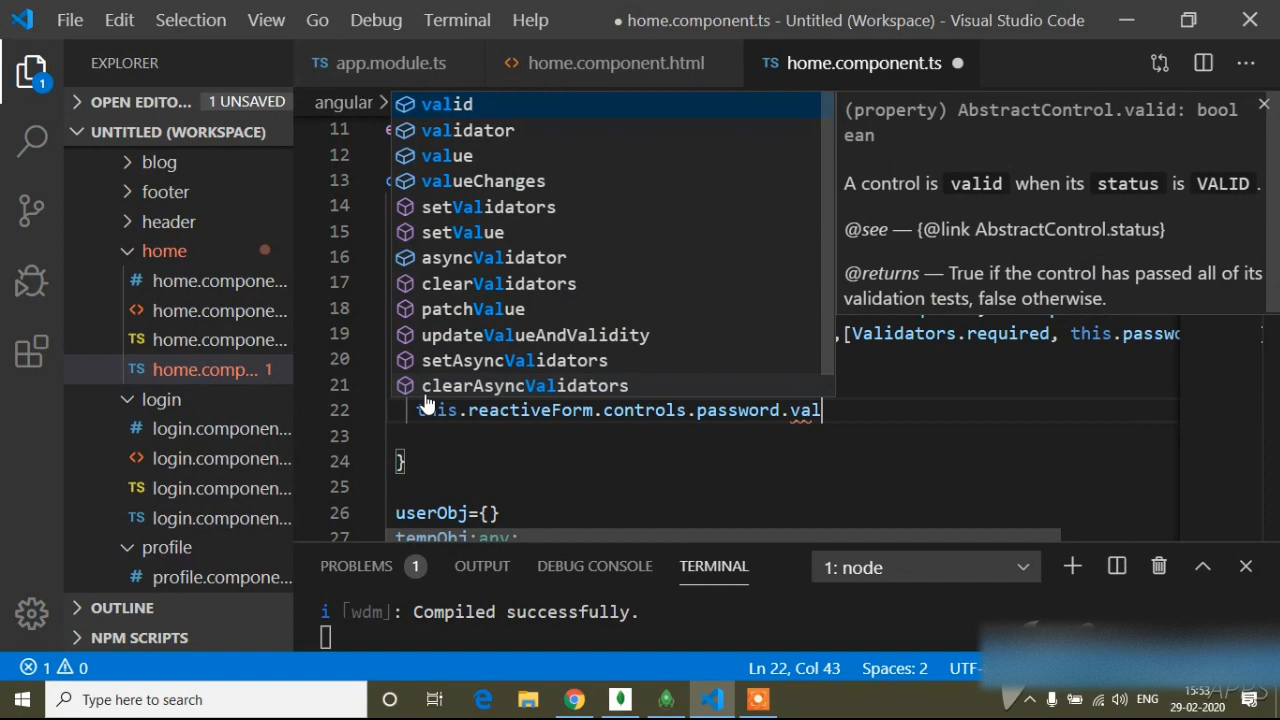 File Edit Selection View Go Debug Terminal Help ● home.component.ts - Untitled (Workspace) - Visual Studio Code
EXPLORER
TS app.module.ts <> home.component.html TS home.component.ts
OPEN EDITO... 1 UNSAVED
UNTITLED (WORKSPACE)
blog
footer
header
home
# home.compone...
<> home.compone...
TS home.compone...
TS home.comp... 1
login
# login.componen...
<> login.componen...
TS login.componen...
TS login.componen...
profile
# profile.compone...
OUTLINE
NPM SCRIPTS
angular >
valid
validator
value
valueChanges
setValidators
setValue
asyncValidator
clearValidators
patchValue
updateValueAndValidity
setAsyncValidators
clearAsyncValidators
(property) AbstractControl.valid: bool
ean
A control is valid when its status is VALID.
@see — {@link AbstractControl.status}
@returns — True if the control has passed all of its
validation tests, false otherwise.
11
12
13
14
15
16
17
18
19
20 ,[Validators.required, this.passwo
21
22 this.reactiveForm.controls.password.val
23
24 }
25
26 userObj={}
27 tempObj:any;
PROBLEMS 1 OUTPUT DEBUG CONSOLE TERMINAL 1: node
i ｢wdm｣: Compiled successfully.
1 0 Ln 22, Col 43 Spaces: 2 UTF-
Type here to search
ENG
15:53
29-02-2020